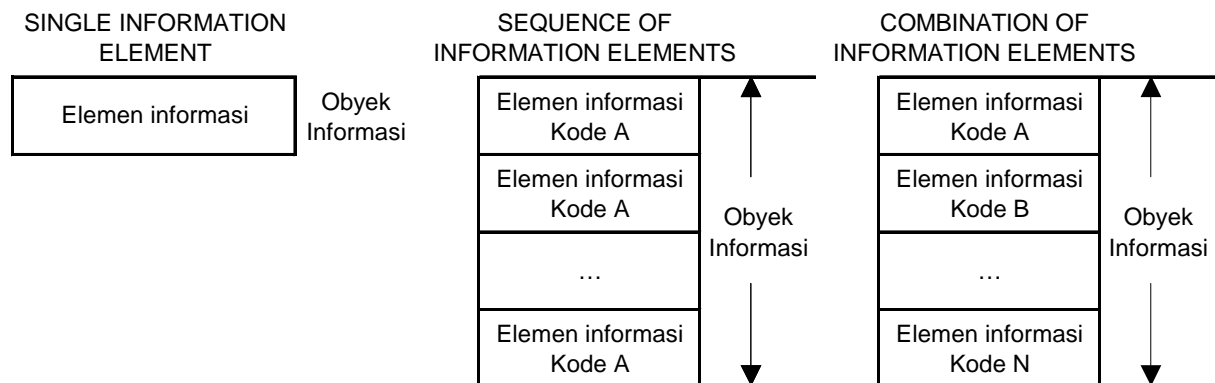 SINGLE INFORMATION
ELEMENT
Elemen informasi
Obyek
Informasi
SEQUENCE OF
INFORMATION ELEMENTS
Elemen informasi
Kode A
Elemen informasi
Kode A
…
Elemen informasi
Kode A
Obyek
Informasi
COMBINATION OF
INFORMATION ELEMENTS
Elemen informasi
Kode A
Elemen informasi
Kode B
…
Elemen informasi
Kode N
Obyek
Informasi